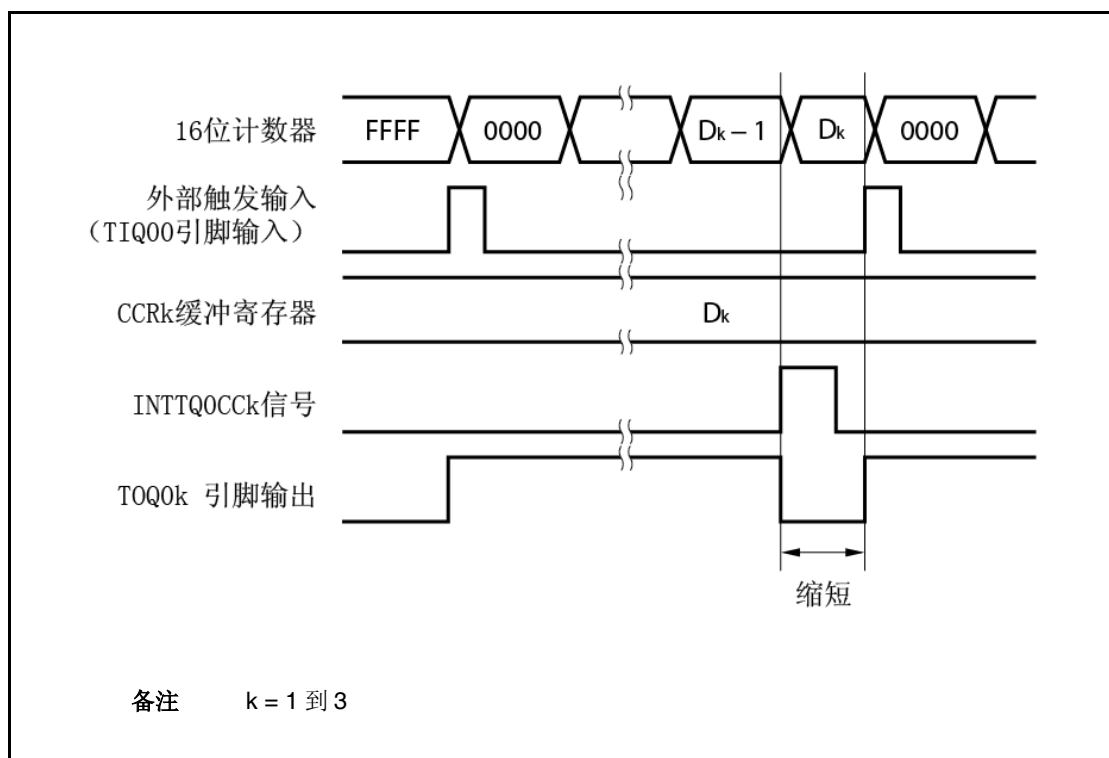 16位计数器 FFFF 0000 Dk – 1 Dk 0000
外部触发输入
（TIQ00引脚输入）
CCRk缓冲寄存器 Dk
INTTQ0CCk信号
TOQ0k 引脚输出
缩短
备注 k = 1 到 3